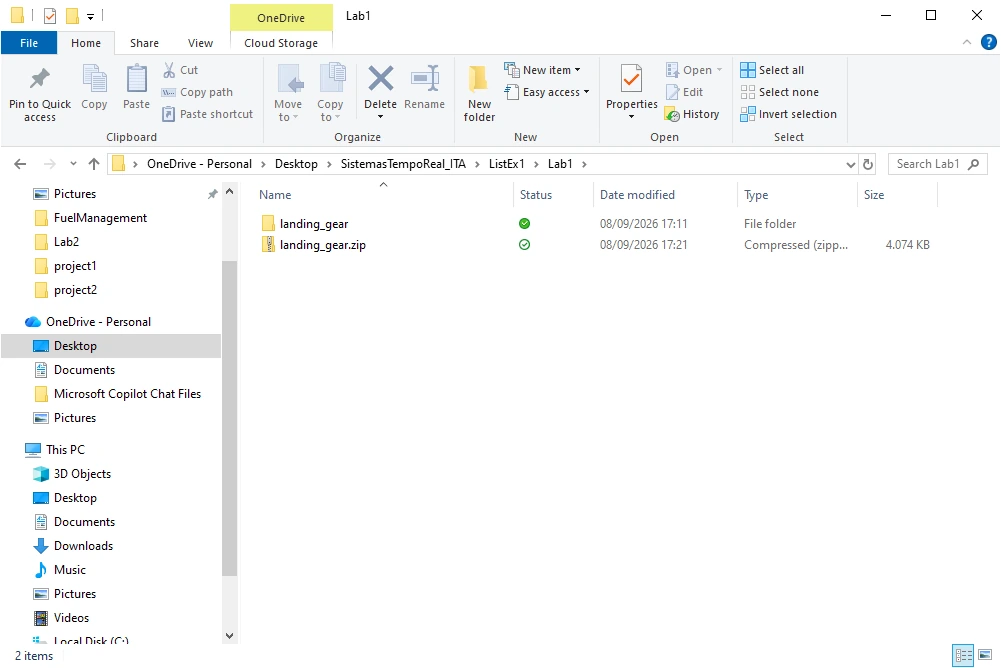 OneDrive
Lab1
File
Home
Share
View
Cloud Storage
Pin to Quick access
Copy
Paste
Cut
Copy path
Paste shortcut
Clipboard
Move to
Copy to
Delete
Rename
Organize
New folder
New item
Easy access
New
Properties
Open
Edit
History
Open
Select all
Select none
Invert selection
Select
OneDrive - Personal
Desktop
SistemasTempoReal_ITA
ListEx1
Lab1
Search Lab1
Pictures
FuelManagement
Lab2
project1
project2
OneDrive - Personal
Desktop
Documents
Microsoft Copilot Chat Files
Pictures
This PC
3D Objects
Desktop
Documents
Downloads
Music
Pictures
Videos
Local Disk (C:)
Name Status Date modified Type Size
landing_gear 08/09/2026 17:11 File folder
landing_gear.zip 08/09/2026 17:21 Compressed (zipp... 4.074 KB
2 items